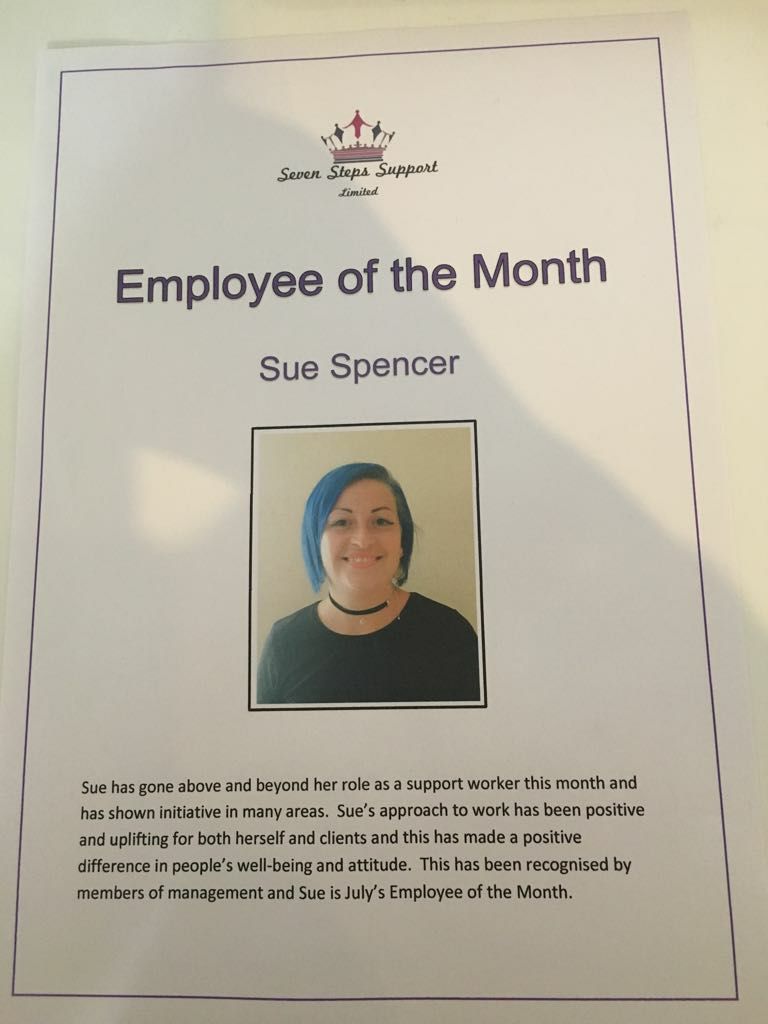 Seven Steps Support
Limited
Employee of the Month
Sue Spencer
Sue has gone above and beyond her role as a support worker this month and
has shown initiative in many areas.  Sue's approach to work has been positive
and uplifting for both herself and clients and this has made a positive
difference in people's well-being and attitude.  This has been recognised by
members of management and Sue is July's Employee of the Month.